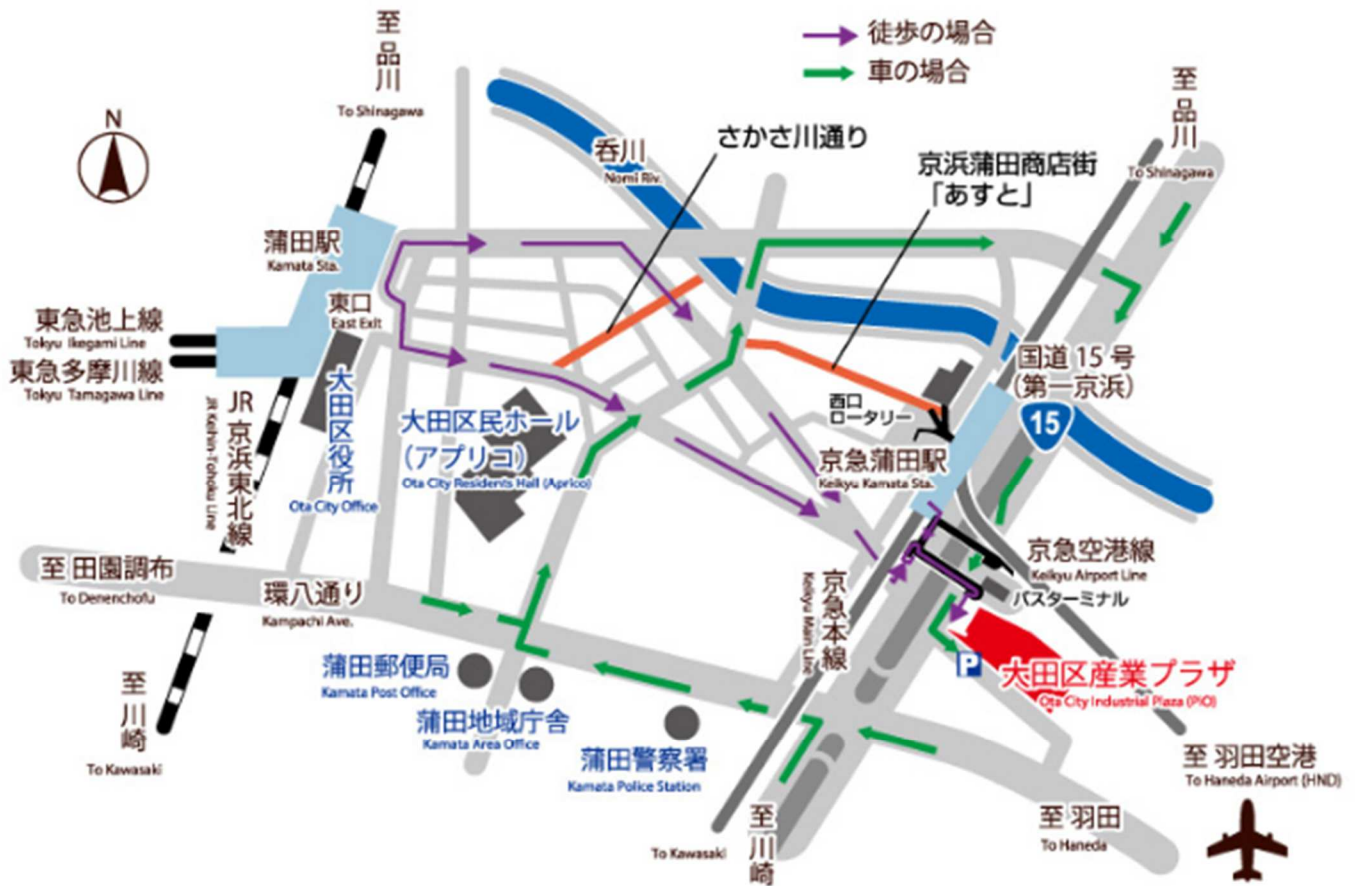 徒歩の場合
車の場合
至品川
To Shinagawa
至品川
To Shinagawa
N
さかさ川通り
呑川
Nomi Riv.
京浜蒲田商店街
「あすと」
蒲田駅
Kamata Sta.
東口
East Exit
東急池上線
Tokyu Ikegami Line
東急多摩川線
Tokyu Tamagawa Line
国道 15 号
(第一京浜)
15
西口
ロータリー
大田区役所
Ota City Office
大田区民ホール
(アプリコ)
Ota City Residents Hall (Aprico)
JR京浜東北線
JR Keihin-Tohoku Line
京急蒲田駅
Keikyu Kamata Sta.
京急空港線
Keikyu Airport Line
バスターミナル
至 田園調布
To Denenchofu
環八通り
Kampachi Ave.
京急本線
Keikyu Main Line
P
大田区産業プラザ
Ota City Industrial Plaza (PiO)
蒲田郵便局
Kamata Post Office
蒲田地域庁舎
Kamata Area Office
蒲田警察署
Kamata Police Station
至川崎
To Kawasaki
至川崎
To Kawasaki
至 羽田
To Haneda
至 羽田空港
To Haneda Airport (HND)